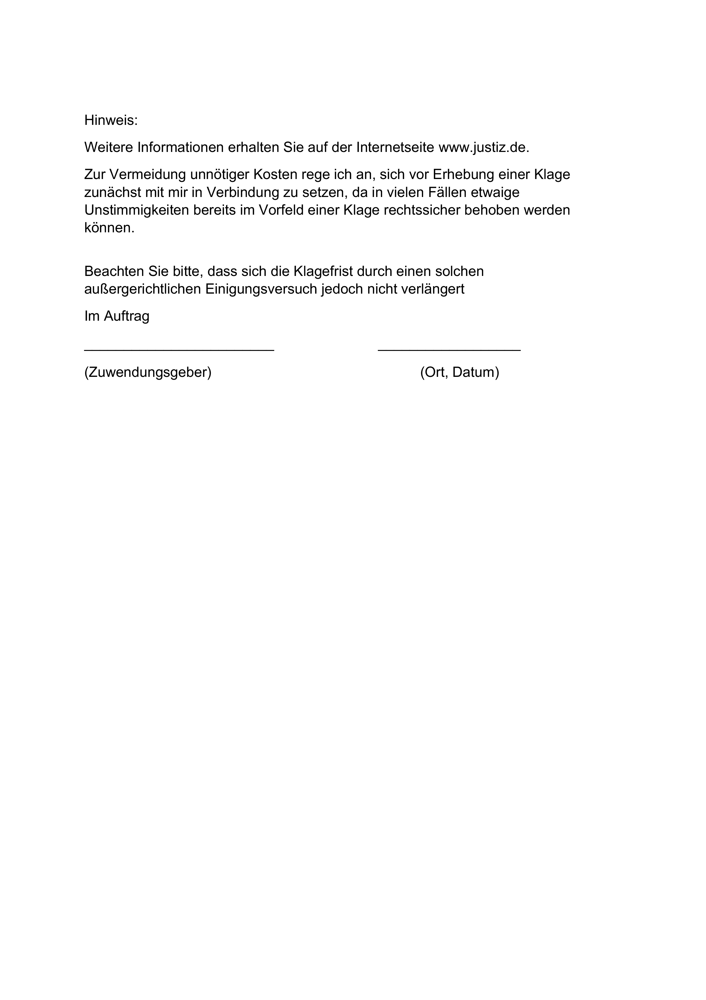 Hinweis:
Weitere Informationen erhalten Sie auf der Internetseite www.justiz.de.
Zur Vermeidung unnötiger Kosten rege ich an, sich vor Erhebung einer Klage
zunächst mit mir in Verbindung zu setzen, da in vielen Fällen etwaige
Unstimmigkeiten bereits im Vorfeld einer Klage rechtssicher behoben werden
können.
Beachten Sie bitte, dass sich die Klagefrist durch einen solchen
außergerichtlichen Einigungsversuch jedoch nicht verlängert
Im Auftrag
________________________ __________________
(Zuwendungsgeber) (Ort, Datum)